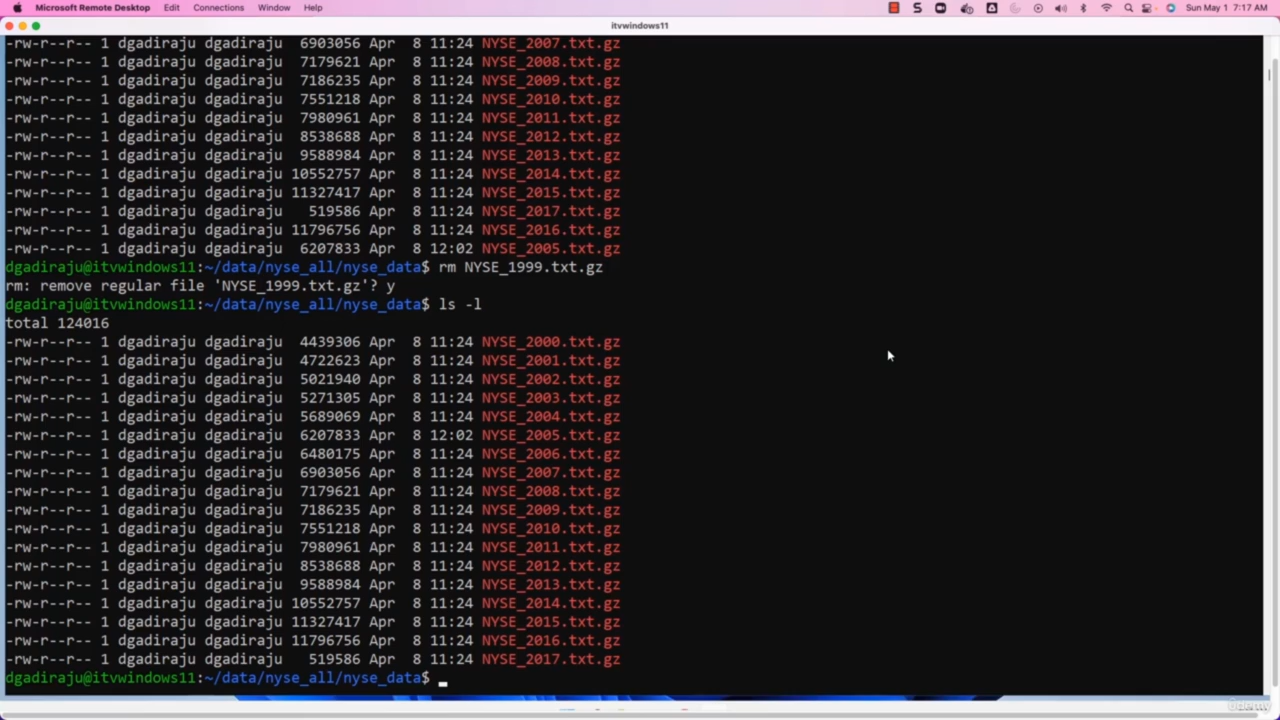 Microsoft Remote Desktop Edit Connections Window Help Sun May 1 7:17 AM
itvwindows11
-rw-r--r-- 1 dgadiraju dgadiraju  6903056 Apr  8 11:24 NYSE_2007.txt.gz
-rw-r--r-- 1 dgadiraju dgadiraju  7179621 Apr  8 11:24 NYSE_2008.txt.gz
-rw-r--r-- 1 dgadiraju dgadiraju  7186235 Apr  8 11:24 NYSE_2009.txt.gz
-rw-r--r-- 1 dgadiraju dgadiraju  7551218 Apr  8 11:24 NYSE_2010.txt.gz
-rw-r--r-- 1 dgadiraju dgadiraju  7980961 Apr  8 11:24 NYSE_2011.txt.gz
-rw-r--r-- 1 dgadiraju dgadiraju  8538688 Apr  8 11:24 NYSE_2012.txt.gz
-rw-r--r-- 1 dgadiraju dgadiraju  9588984 Apr  8 11:24 NYSE_2013.txt.gz
-rw-r--r-- 1 dgadiraju dgadiraju 10552757 Apr  8 11:24 NYSE_2014.txt.gz
-rw-r--r-- 1 dgadiraju dgadiraju 11327417 Apr  8 11:24 NYSE_2015.txt.gz
-rw-r--r-- 1 dgadiraju dgadiraju   519586 Apr  8 11:24 NYSE_2017.txt.gz
-rw-r--r-- 1 dgadiraju dgadiraju 11796756 Apr  8 11:24 NYSE_2016.txt.gz
-rw-r--r-- 1 dgadiraju dgadiraju  6207833 Apr  8 12:02 NYSE_2005.txt.gz
dgadiraju@itvwindows11:~/data/nyse_all/nyse_data$ rm NYSE_1999.txt.gz
rm: remove regular file 'NYSE_1999.txt.gz'? y
dgadiraju@itvwindows11:~/data/nyse_all/nyse_data$ ls -l
total 124016
-rw-r--r-- 1 dgadiraju dgadiraju  4439306 Apr  8 11:24 NYSE_2000.txt.gz
-rw-r--r-- 1 dgadiraju dgadiraju  4722623 Apr  8 11:24 NYSE_2001.txt.gz
-rw-r--r-- 1 dgadiraju dgadiraju  5021940 Apr  8 11:24 NYSE_2002.txt.gz
-rw-r--r-- 1 dgadiraju dgadiraju  5271305 Apr  8 11:24 NYSE_2003.txt.gz
-rw-r--r-- 1 dgadiraju dgadiraju  5689069 Apr  8 11:24 NYSE_2004.txt.gz
-rw-r--r-- 1 dgadiraju dgadiraju  6207833 Apr  8 12:02 NYSE_2005.txt.gz
-rw-r--r-- 1 dgadiraju dgadiraju  6480175 Apr  8 11:24 NYSE_2006.txt.gz
-rw-r--r-- 1 dgadiraju dgadiraju  6903056 Apr  8 11:24 NYSE_2007.txt.gz
-rw-r--r-- 1 dgadiraju dgadiraju  7179621 Apr  8 11:24 NYSE_2008.txt.gz
-rw-r--r-- 1 dgadiraju dgadiraju  7186235 Apr  8 11:24 NYSE_2009.txt.gz
-rw-r--r-- 1 dgadiraju dgadiraju  7551218 Apr  8 11:24 NYSE_2010.txt.gz
-rw-r--r-- 1 dgadiraju dgadiraju  7980961 Apr  8 11:24 NYSE_2011.txt.gz
-rw-r--r-- 1 dgadiraju dgadiraju  8538688 Apr  8 11:24 NYSE_2012.txt.gz
-rw-r--r-- 1 dgadiraju dgadiraju  9588984 Apr  8 11:24 NYSE_2013.txt.gz
-rw-r--r-- 1 dgadiraju dgadiraju 10552757 Apr  8 11:24 NYSE_2014.txt.gz
-rw-r--r-- 1 dgadiraju dgadiraju 11327417 Apr  8 11:24 NYSE_2015.txt.gz
-rw-r--r-- 1 dgadiraju dgadiraju 11796756 Apr  8 11:24 NYSE_2016.txt.gz
-rw-r--r-- 1 dgadiraju dgadiraju   519586 Apr  8 11:24 NYSE_2017.txt.gz
dgadiraju@itvwindows11:~/data/nyse_all/nyse_data$
Udemy